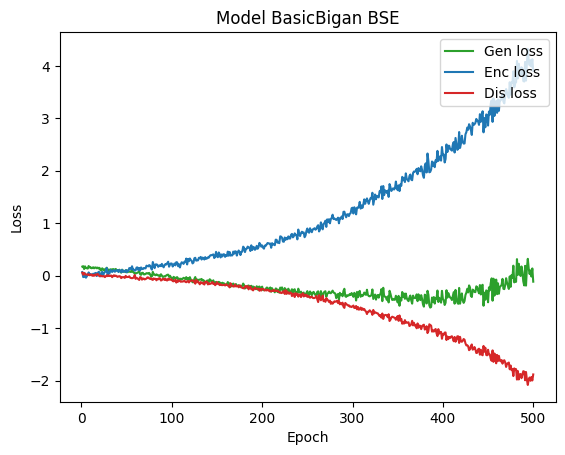 Model BasicBigan BSE
Gen loss
Enc loss
Dis loss
4
3
2
1
0
−1
−2
Loss
0 100 200 300 400 500
Epoch